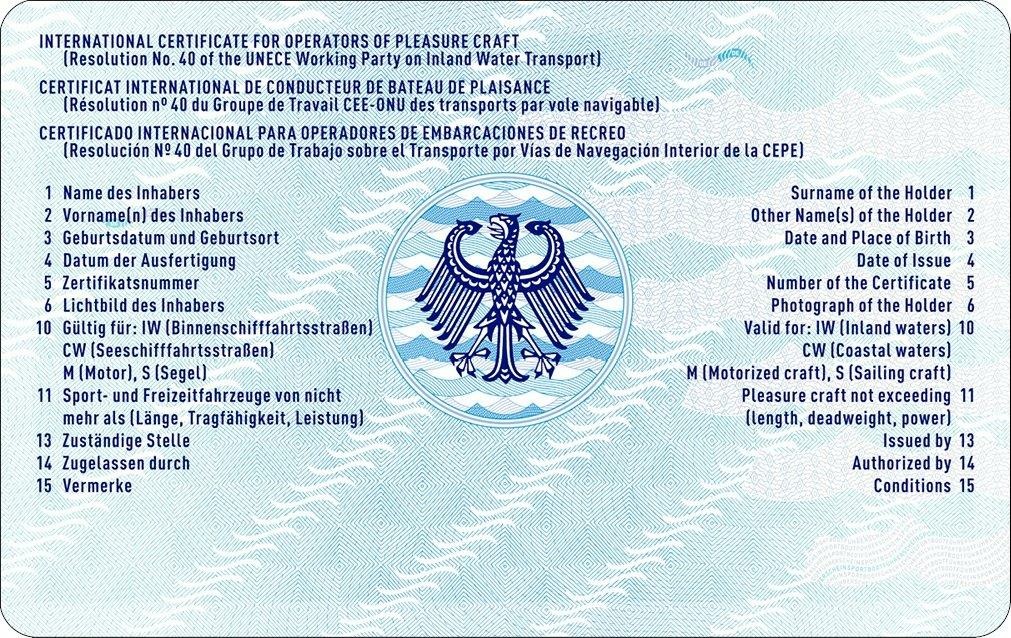 INTERNATIONAL CERTIFICATE FOR OPERATORS OF PLEASURE CRAFT
(Resolution No. 40 of the UNECE Working Party on Inland Water Transport)
CERTIFICAT INTERNATIONAL DE CONDUCTEUR DE BATEAU DE PLAISANCE
(Résolution nº 40 du Groupe de Travail CEE-ONU des transports par vole navigable)
CERTIFICADO INTERNACIONAL PARA OPERADORES DE EMBARCACIONES DE RECREO
(Resolución Nº 40 del Grupo de Trabajo sobre el Transporte por Vías de Navegación Interior de la CEPE)
1 Name des Inhabers
2 Vorname(n) des Inhabers
3 Geburtsdatum und Geburtsort
4 Datum der Ausfertigung
5 Zertifikatsnummer
6 Lichtbild des Inhabers
10 Gültig für: IW (Binnenschifffahrtsstraßen)
CW (Seeschifffahrtsstraßen)
M (Motor), S (Segel)
11 Sport- und Freizeitfahrzeuge von nicht
mehr als (Länge, Tragfähigkeit, Leistung)
13 Zuständige Stelle
14 Zugelassen durch
15 Vermerke
Surname of the Holder 1
Other Name(s) of the Holder 2
Date and Place of Birth 3
Date of Issue 4
Number of the Certificate 5
Photograph of the Holder 6
Valid for: IW (Inland waters) 10
CW (Coastal waters)
M (Motorized craft), S (Sailing craft)
Pleasure craft not exceeding 11
(length, deadweight, power)
Issued by 13
Authorized by 14
Conditions 15